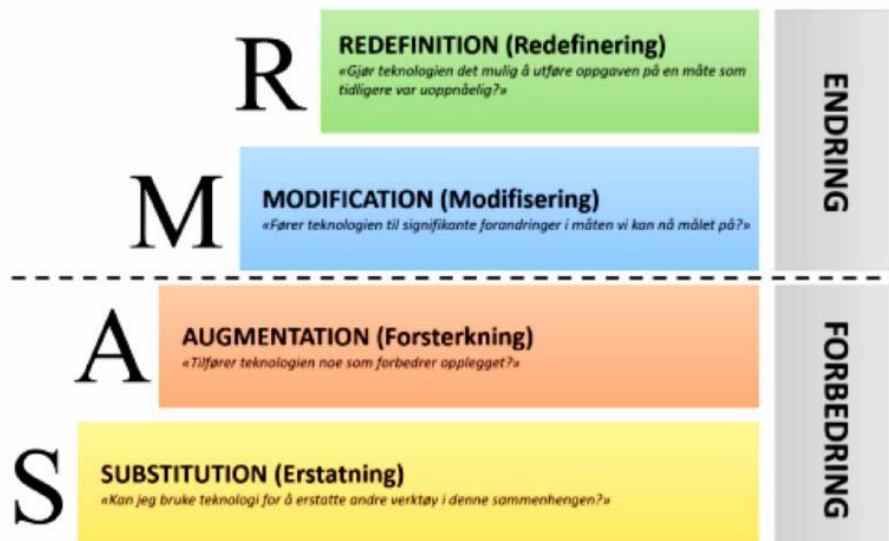 R
REDEFINITION (Redefinering)
«Gjør teknologien det mulig å utføre oppgaven på en måte som
tidligere var uoppnåelig?»
M
MODIFICATION (Modifisering)
«Fører teknologien til signifikante forandringer i måten vi kan nå målet på?»
ENDRING
A
AUGMENTATION (Forsterkning)
«Tilfører teknologien noe som forbedrer opplegget?»
S
SUBSTITUTION (Erstatning)
«Kan jeg bruke teknologi for å erstatte andre verktøy i denne sammenhengen?»
FORBEDRING